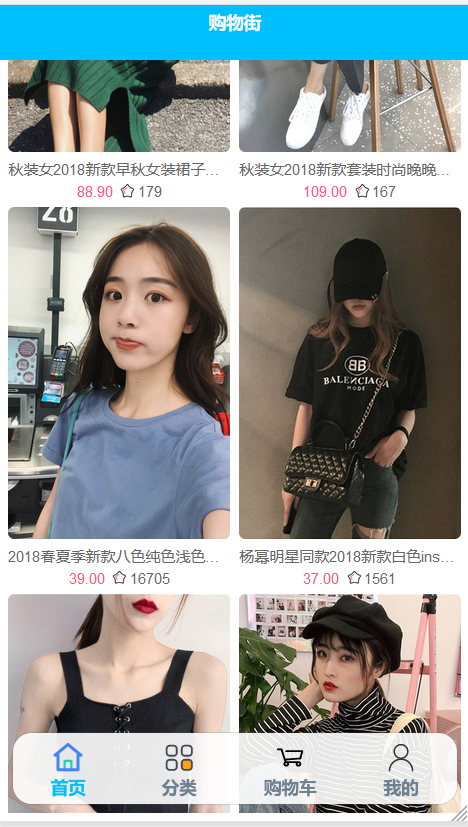 购物街
秋装女2018新款早秋女装裙子…
秋装女2018新款套装时尚晚晚…
88.90 179
109.00 167
28
BB
BALENCIAGA
MODE
2018春夏季新款八色纯色浅色…
杨幂明星同款2018新款白色ins…
39.00 16705
37.00 1561
首页 分类 购物车 我的